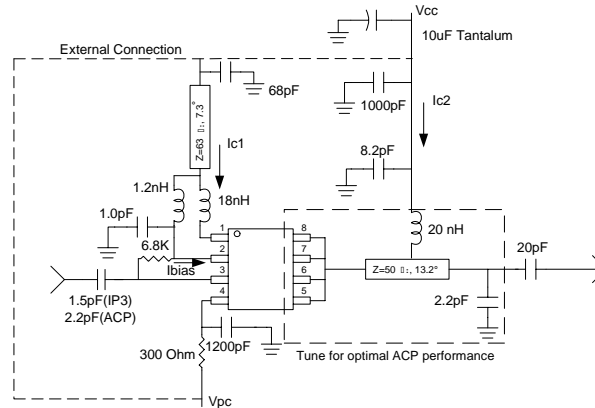 Vcc
10uF Tantalum
External Connection
68pF
1000pF
Ic2
Z=63 □:, 7.3°
Ic1
8.2pF
1.2nH
18nH
1.0pF
20 nH
6.8K
1
2
3
4
8
7
6
5
Ibias
Z=50 □:, 13.2°
20pF
1.5pF(IP3)
2.2pF(ACP)
2.2pF
1200pF
300 Ohm
Tune for optimal ACP performance
Vpc